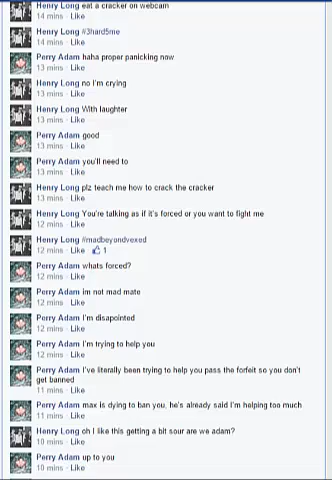 Henry Long eat a cracker on webcam
14 mins · Like
Henry Long #3hard5me
14 mins · Like
Perry Adam haha proper panicking now
13 mins · Like
Henry Long no I'm crying
13 mins · Like
Henry Long With laughter
13 mins · Like
Perry Adam good
13 mins · Like
Perry Adam you'll need to
13 mins · Like
Henry Long plz teach me how to crack the cracker
13 mins · Like
Henry Long You're talking as if it's forced or you want to fight me
12 mins · Like
Henry Long #madbeyondvexed
12 mins · Like 1
Perry Adam whats forced?
12 mins · Like
Perry Adam im not mad mate
12 mins · Like
Perry Adam I'm disapointed
12 mins · Like
Perry Adam I'm trying to help you
12 mins · Like
Perry Adam I've literally been trying to help you pass the forfeit so you don't
get banned
11 mins · Like
Perry Adam max is dying to ban you, he's already said I'm helping too much
11 mins · Like
Henry Long oh I like this getting a bit sour are we adam?
10 mins · Like
Perry Adam up to you
10 mins · Like